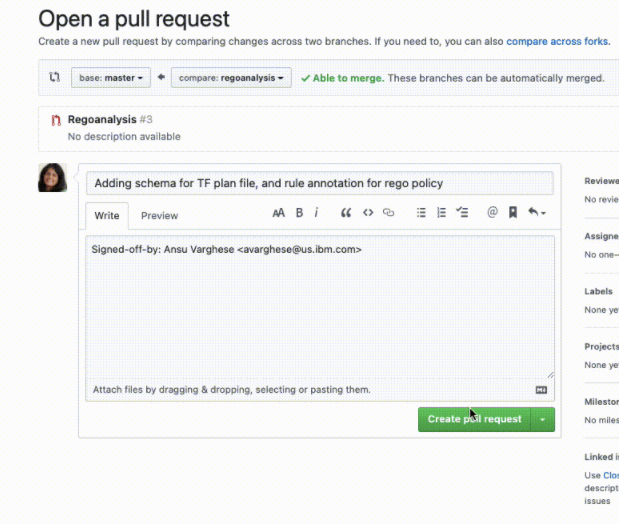 Open a pull request
Create a new pull request by comparing changes across two branches. If you need to, you can also compare across forks.
base: master compare: regoanalysis ✓ Able to merge. These branches can be automatically merged.
Regoanalysis #3
No description available
Adding schema for TF plan file, and rule annotation for rego policy
Write Preview AA B i @
Signed-off-by: Ansu Varghese <avarghese@us.ibm.com>
Attach files by dragging & dropping, selecting or pasting them.
Create pull request
Reviewe
No revie
Assigne
No one-
Labels
None ye
Projects
None ye
Milestor
No miles
Linked i
Use Clos
descript
issues